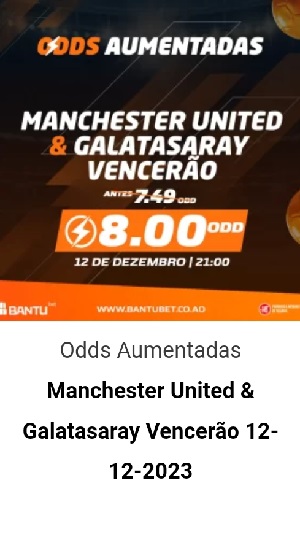 ODDS AUMENTADAS
MANCHESTER UNITED
& GALATASARAY
VENCERÃO
ANTES 7.49 ODD
8.00 ODD
12 DE DEZEMBRO | 21:00
BANTU bet
WWW.BANTUBET.CO.AO
Odds Aumentadas
Manchester United &
Galatasaray Vencerão 12-
12-2023